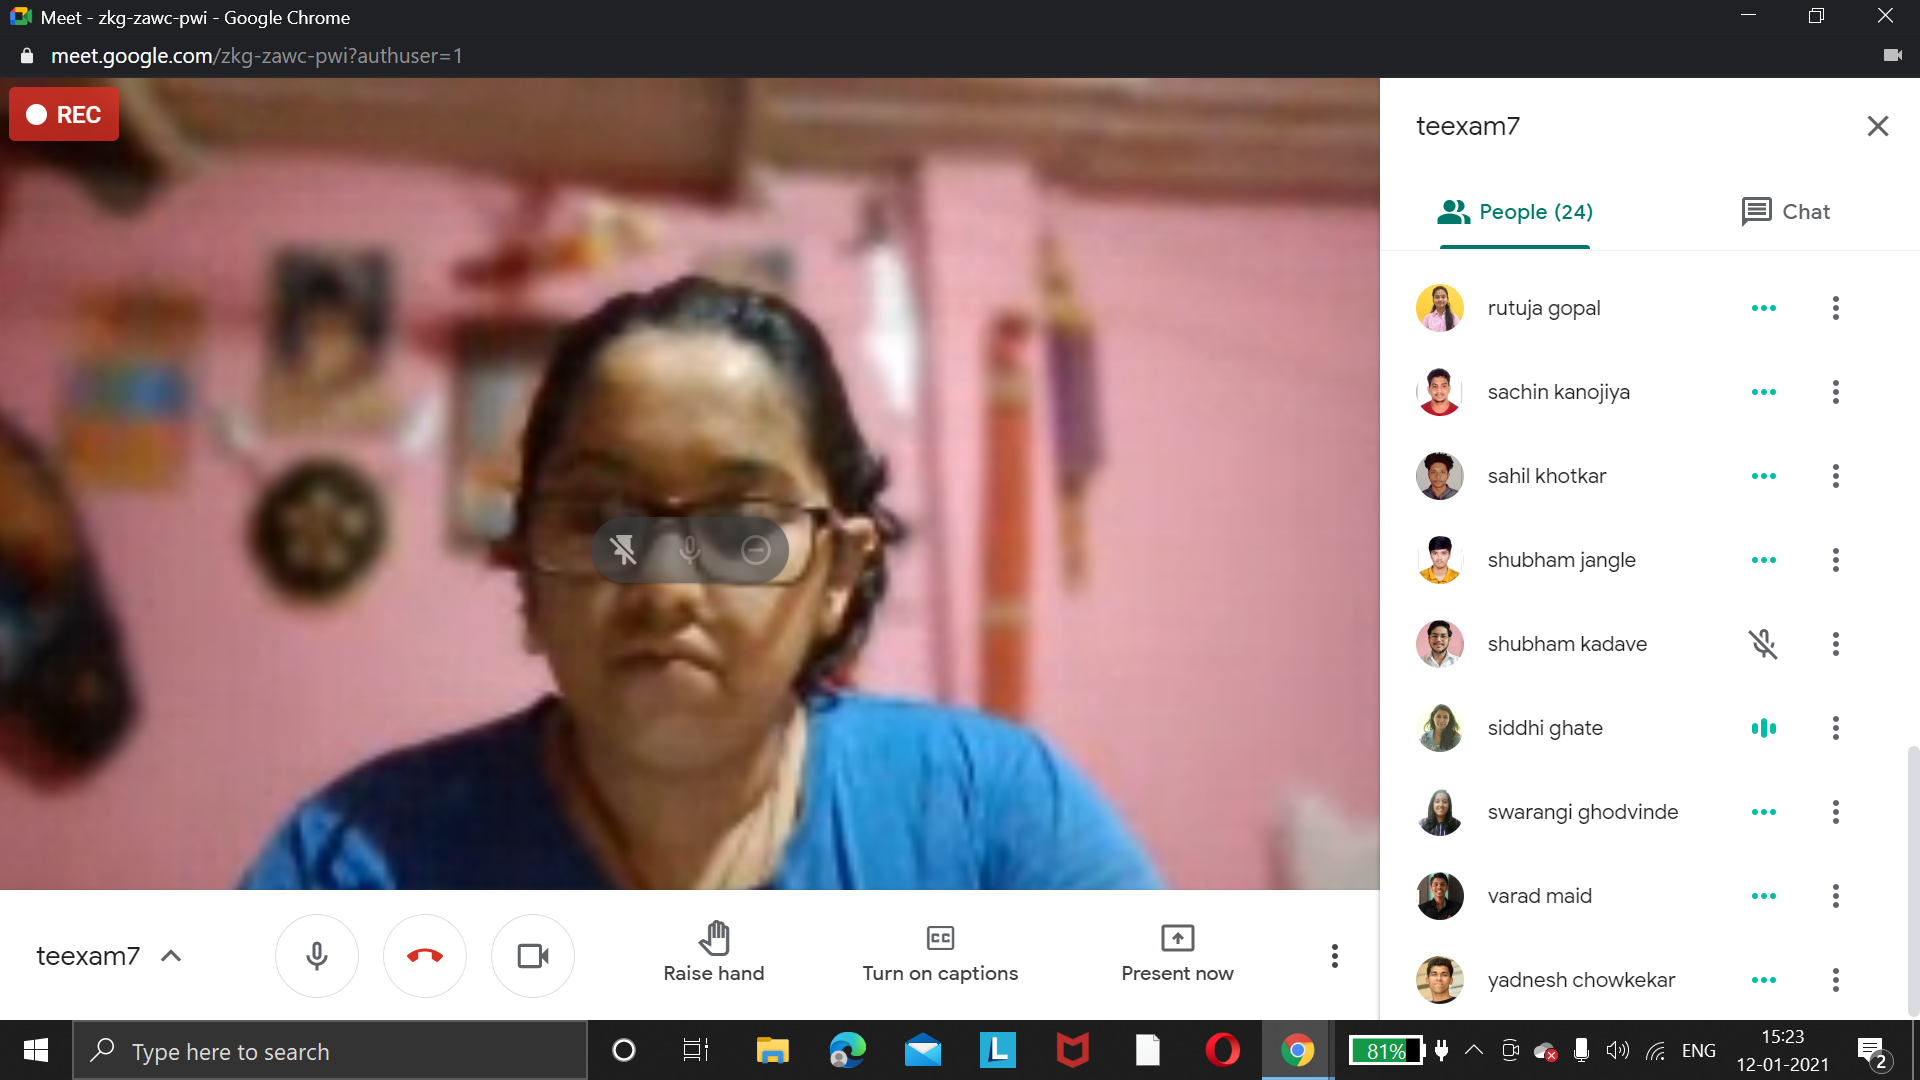 Meet - zkg-zawc-pwi - Google Chrome
meet.google.com/zkg-zawc-pwi?authuser=1
REC
teexam7
People (24)
Chat
rutuja gopal
sachin kanojiya
sahil khotkar
shubham jangle
shubham kadave
siddhi ghate
swarangi ghodvinde
varad maid
yadnesh chowkekar
teexam7
CC
Raise hand
Turn on captions
Present now
Type here to search
L
81%
ENG
15:23
12-01-2021
2